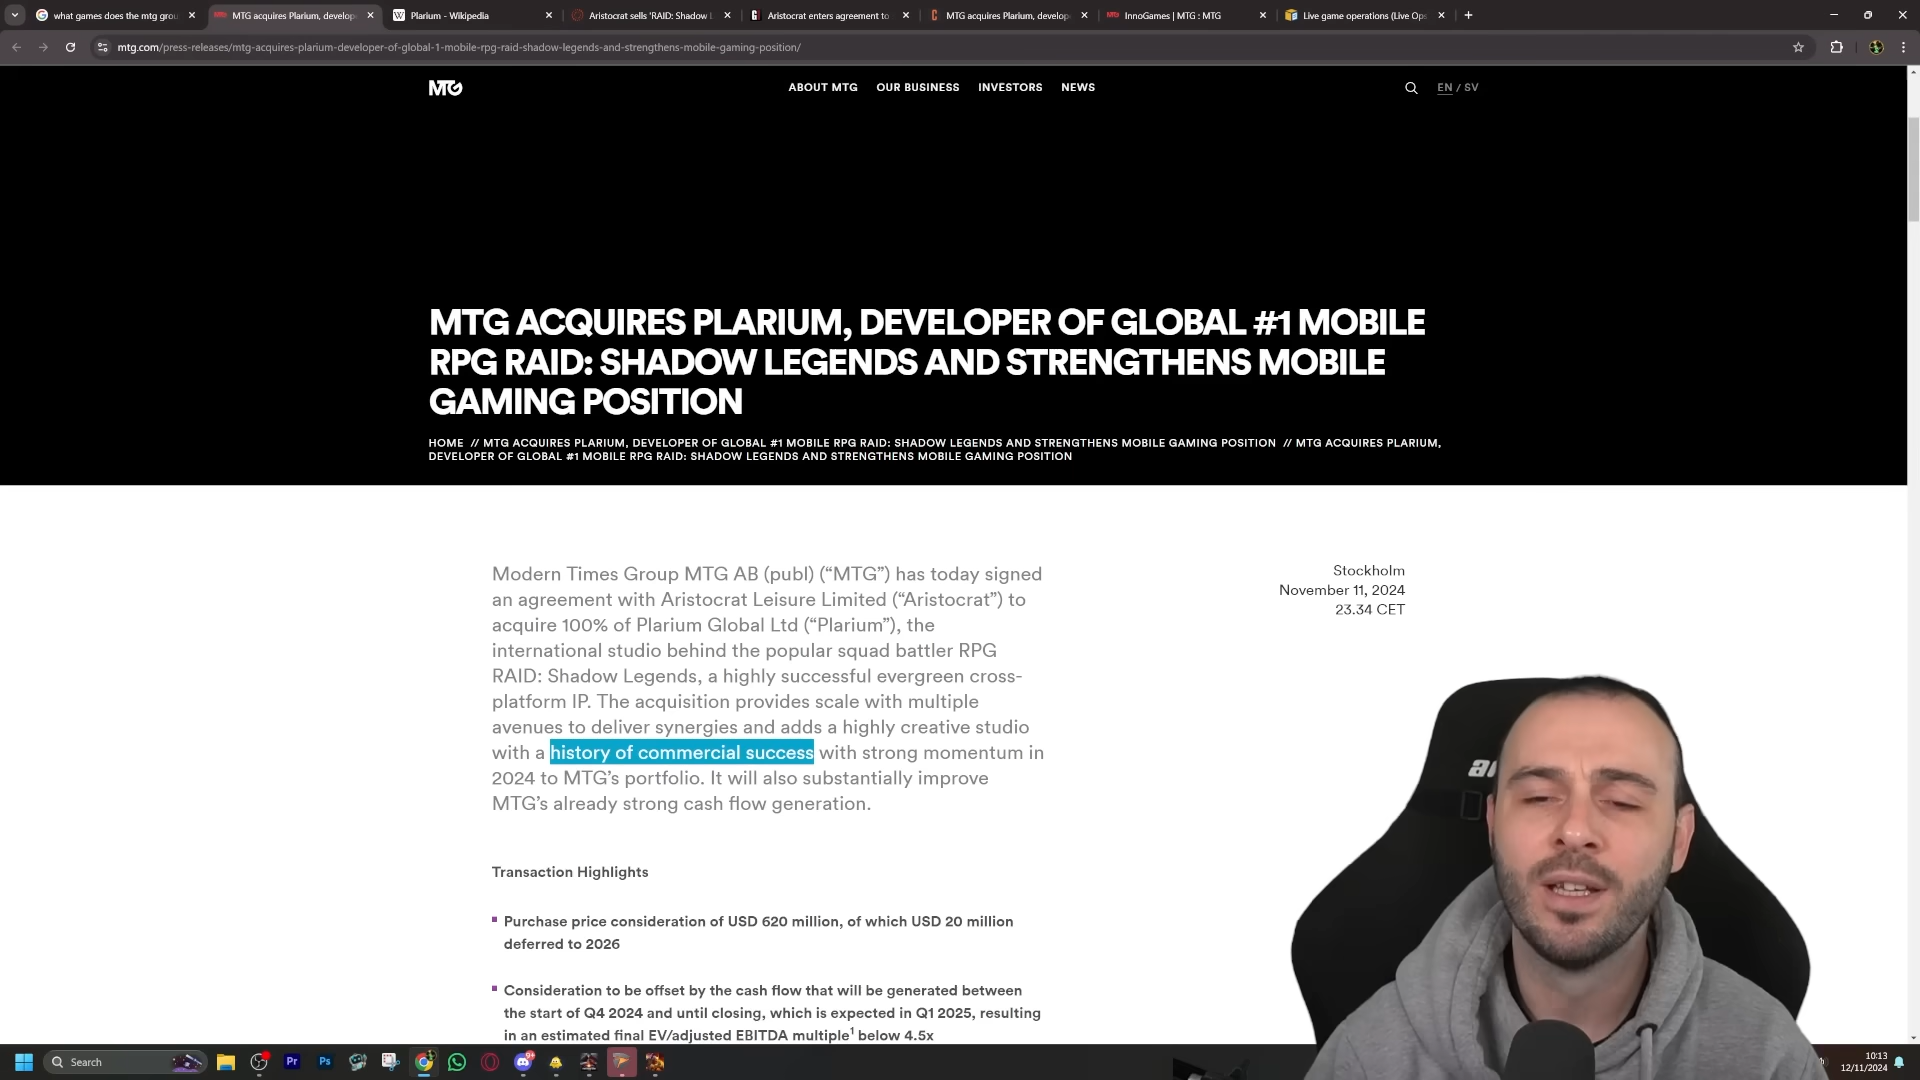 what games does the mtg grou
MTG acquires Plarium, develop
Plarium - Wikipedia
Aristocrat sells 'RAID: Shadow L
Aristocrat enters agreement to
MTG acquires Plarium, develop
InnoGames | MTG : MTG
Live game operations (Live Op
mtg.com/press-releases/mtg-acquires-plarium-developer-of-global-1-mobile-rpg-raid-shadow-legends-and-strengthens-mobile-gaming-position/
MTG
ABOUT MTG
OUR BUSINESS
INVESTORS
NEWS
EN / SV
MTG ACQUIRES PLARIUM, DEVELOPER OF GLOBAL #1 MOBILE
RPG RAID: SHADOW LEGENDS AND STRENGTHENS MOBILE
GAMING POSITION
HOME // MTG ACQUIRES PLARIUM, DEVELOPER OF GLOBAL #1 MOBILE RPG RAID: SHADOW LEGENDS AND STRENGTHENS MOBILE GAMING POSITION // MTG ACQUIRES PLARIUM,
DEVELOPER OF GLOBAL #1 MOBILE RPG RAID: SHADOW LEGENDS AND STRENGTHENS MOBILE GAMING POSITION
Modern Times Group MTG AB (publ) (“MTG”) has today signed
an agreement with Aristocrat Leisure Limited (“Aristocrat”) to
acquire 100% of Plarium Global Ltd (“Plarium”), the
international studio behind the popular squad battler RPG
RAID: Shadow Legends, a highly successful evergreen cross-
platform IP. The acquisition provides scale with multiple
avenues to deliver synergies and adds a highly creative studio
with a history of commercial success with strong momentum in
2024 to MTG’s portfolio. It will also substantially improve
MTG’s already strong cash flow generation.
Stockholm
November 11, 2024
23.34 CET
Transaction Highlights
Purchase price consideration of USD 620 million, of which USD 20 million
deferred to 2026
Consideration to be offset by the cash flow that will be generated between
the start of Q4 2024 and until closing, which is expected in Q1 2025, resulting
in an estimated final EV/adjusted EBITDA multiple¹ below 4.5x
Search
Pr
Ps
10:13
12/11/2024